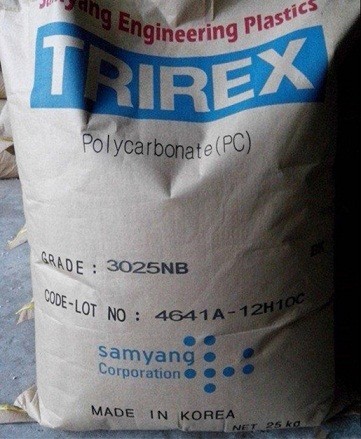 Samyang Engineering Plastics
TRIREX
Polycarbonate(PC)
BK
GRADE : 3025NB
CODE-LOT NO : 4641A-12H10C
samyang
Corporation
MADE IN KOREA
NET 25 kg